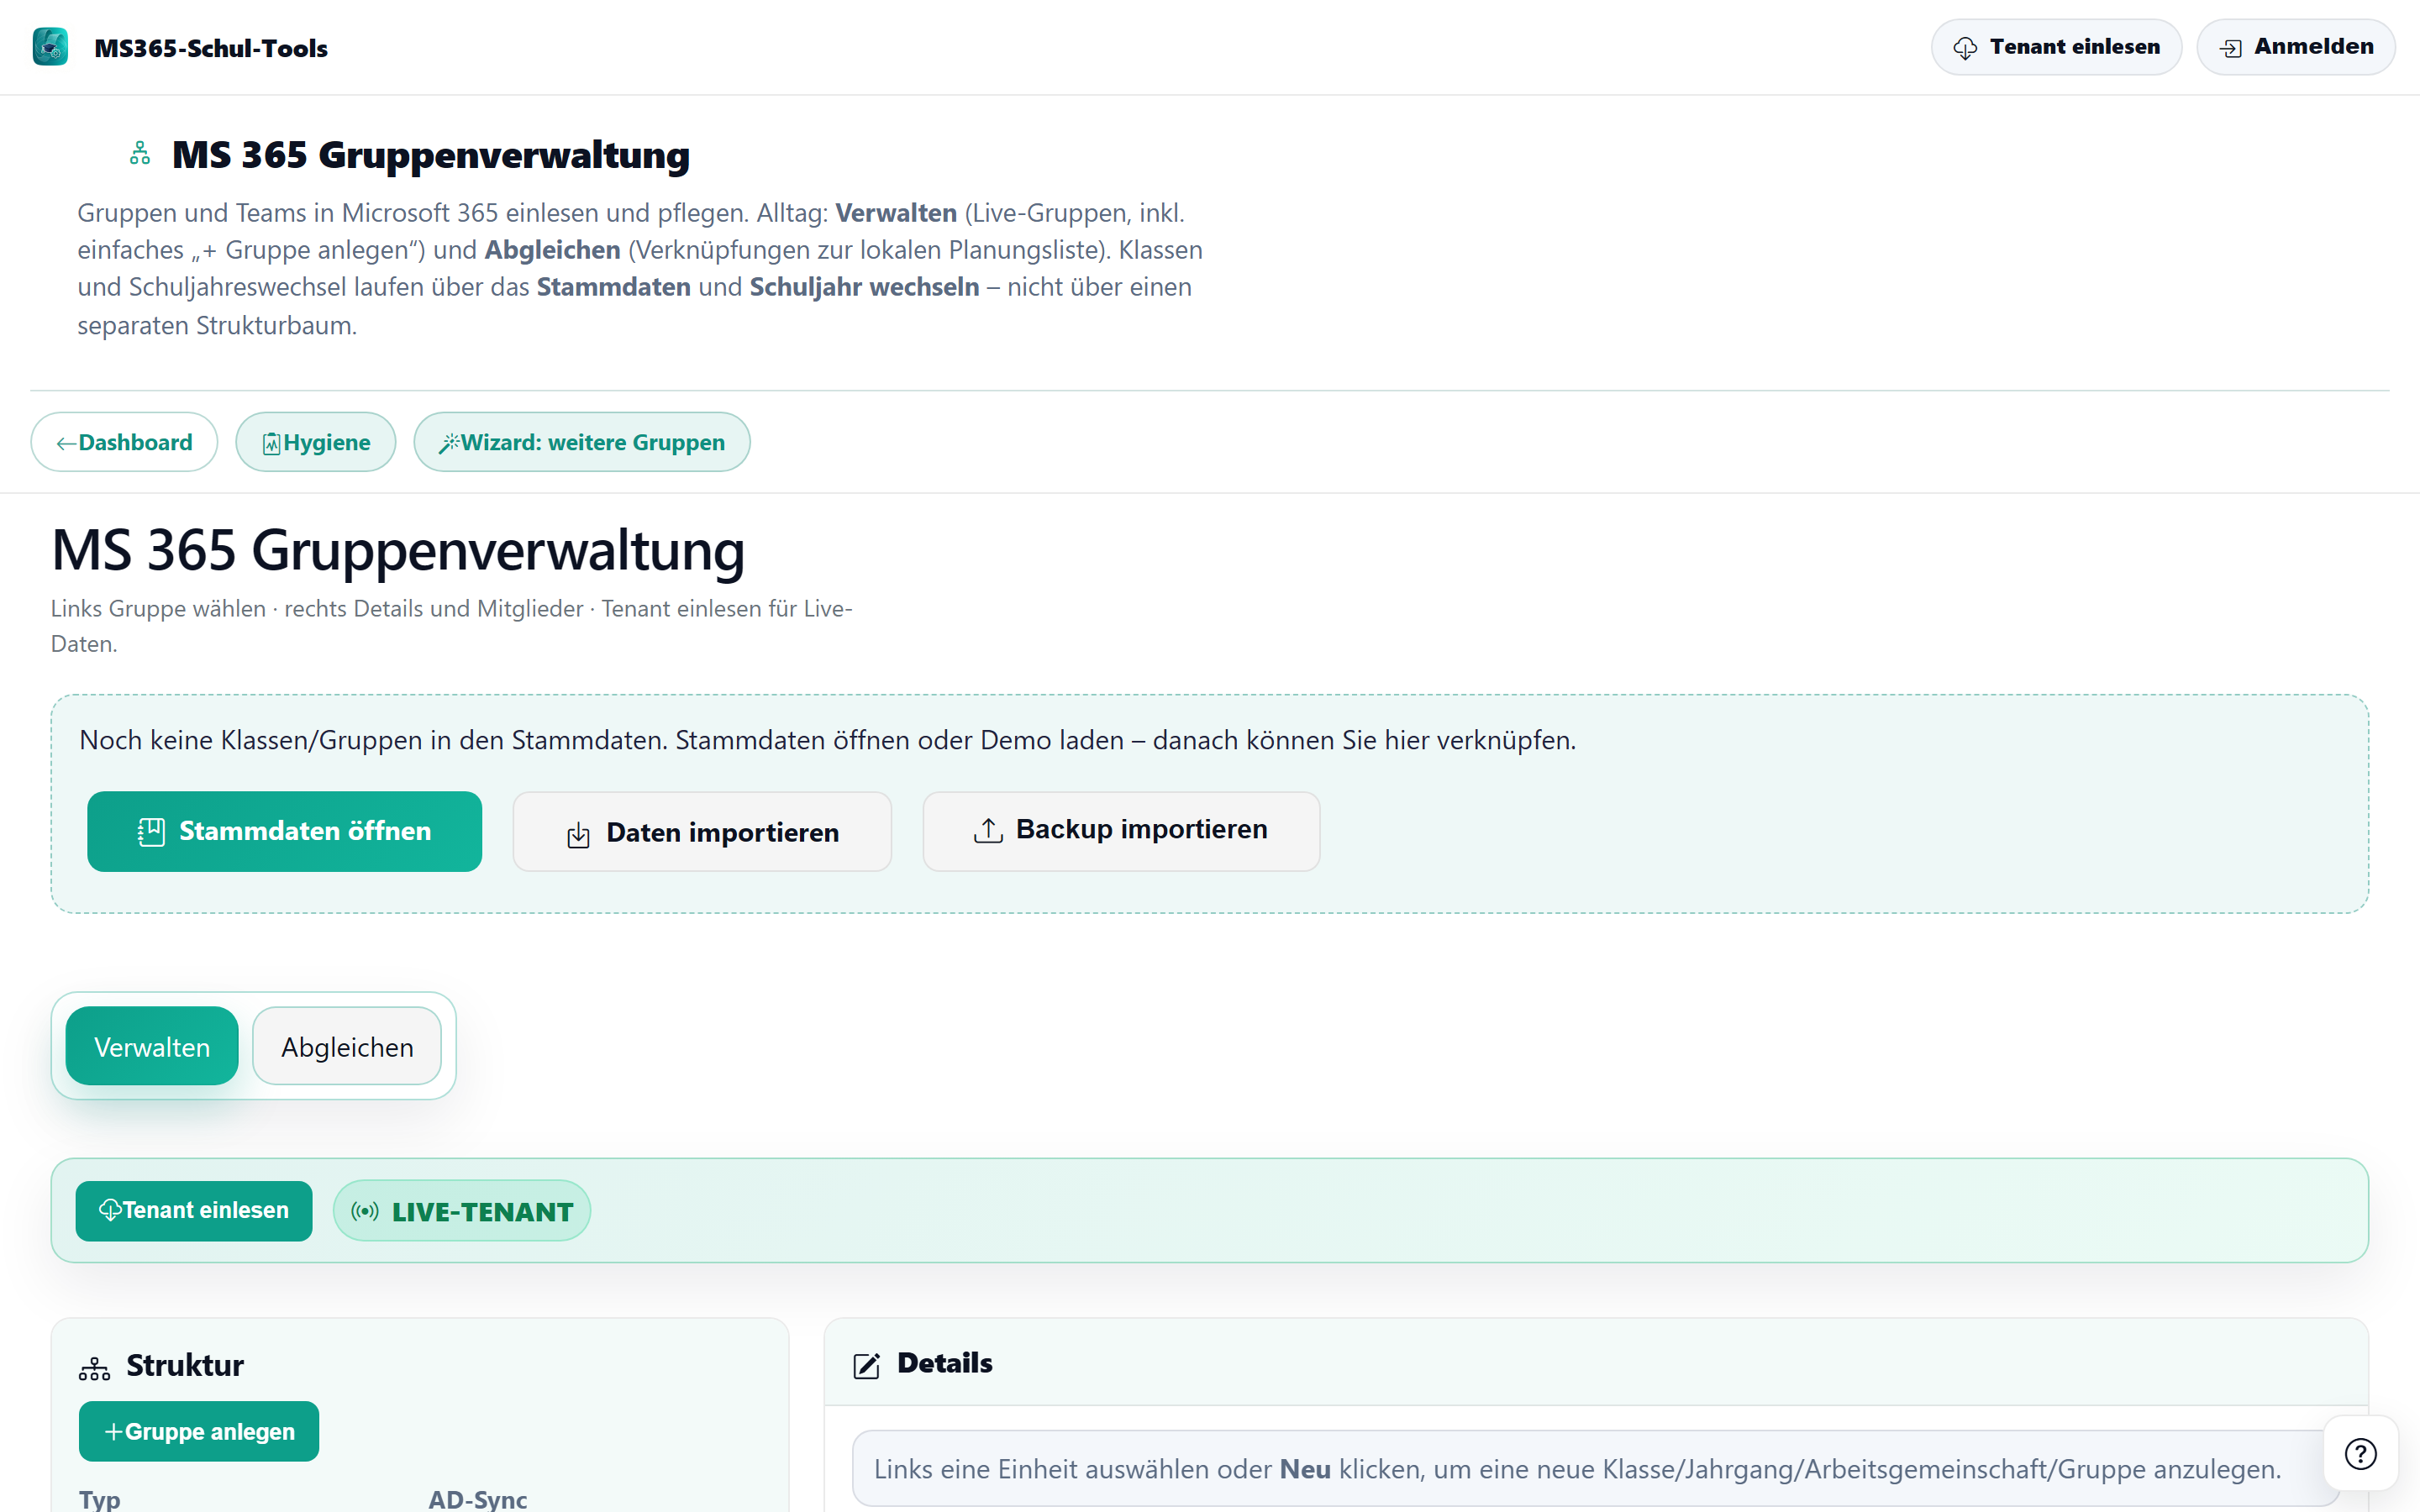 MS365-Schul-Tools
Tenant einlesen
Anmelden
MS 365 Gruppenverwaltung
Gruppen und Teams in Microsoft 365 einlesen und pflegen. Alltag: Verwalten (Live-Gruppen, inkl.
einfaches „+ Gruppe anlegen“) und Abgleichen (Verknüpfungen zur lokalen Planungsliste). Klassen
und Schuljahreswechsel laufen über das Stammdaten und Schuljahr wechseln – nicht über einen
separaten Strukturbaum.
←Dashboard
Hygiene
Wizard: weitere Gruppen
MS 365 Gruppenverwaltung
Links Gruppe wählen · rechts Details und Mitglieder · Tenant einlesen für Live-
Daten.
Noch keine Klassen/Gruppen in den Stammdaten. Stammdaten öffnen oder Demo laden – danach können Sie hier verknüpfen.
Stammdaten öffnen
Daten importieren
Backup importieren
Verwalten
Abgleichen
Tenant einlesen
LIVE-TENANT
Struktur
+Gruppe anlegen
Typ
AD-Sync
Details
Links eine Einheit auswählen oder Neu klicken, um eine neue Klasse/Jahrgang/Arbeitsgemeinschaft/Gruppe anzulegen.